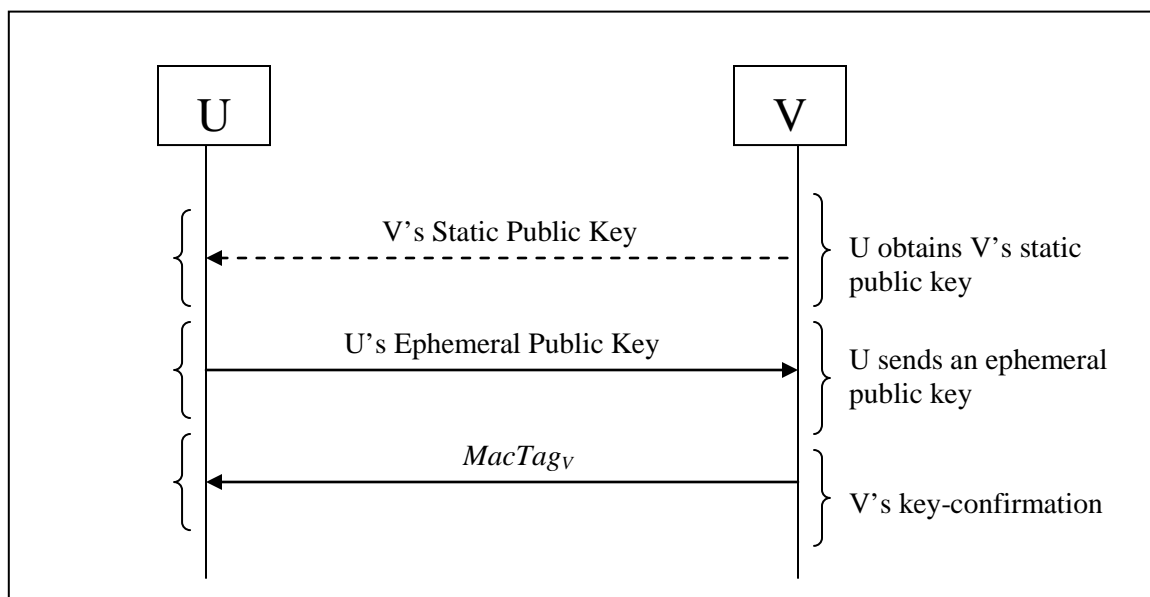 U
V
V’s Static Public Key
U obtains V’s static
public key
U’s Ephemeral Public Key
U sends an ephemeral
public key
MacTagV
V’s key-confirmation